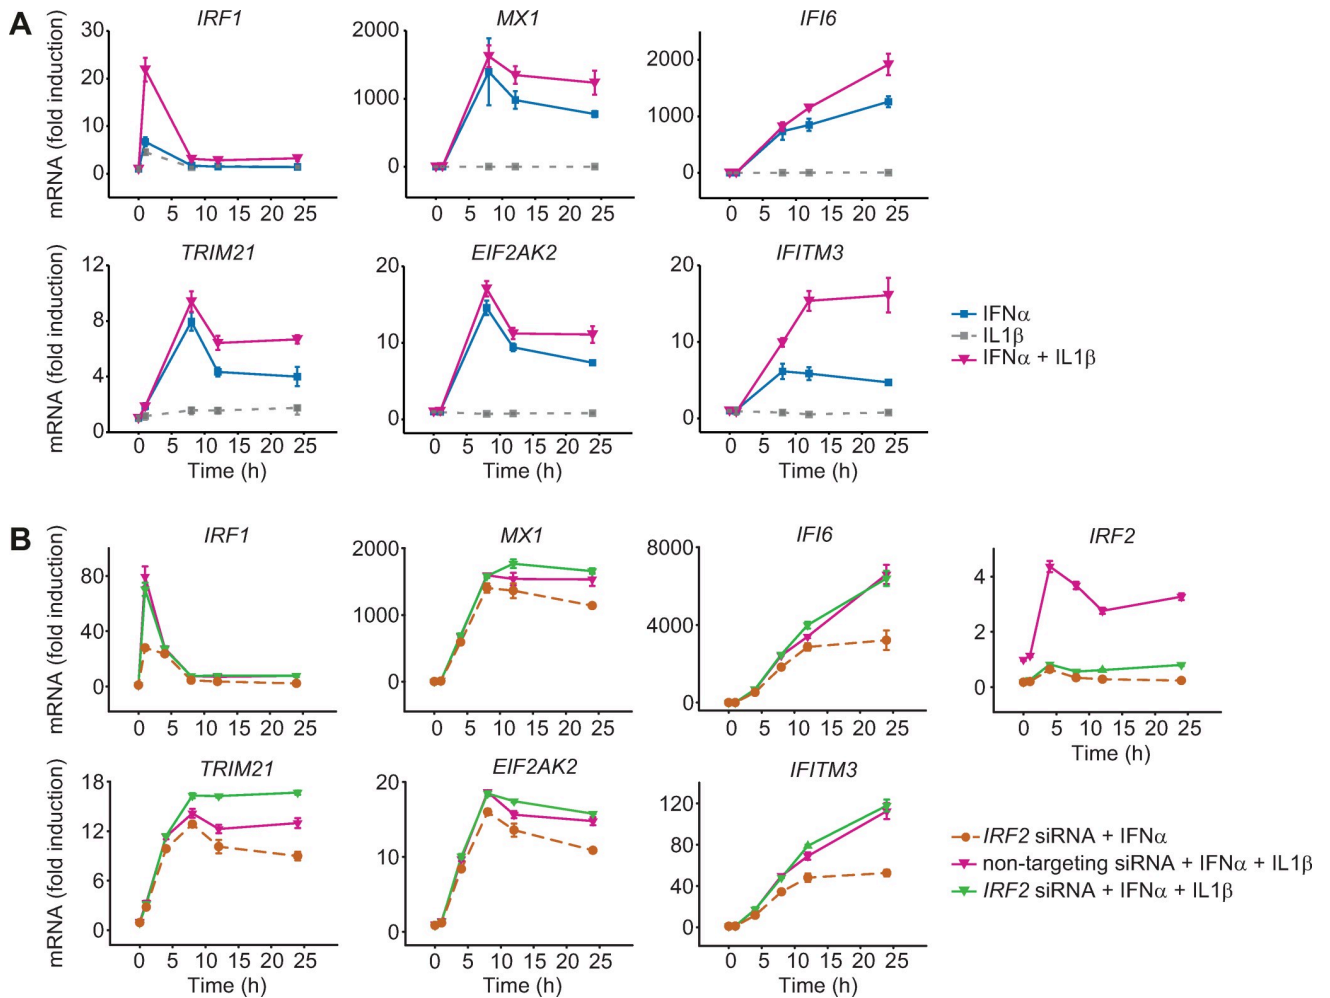 A
IRF1
MX1
IFI6
mRNA (fold induction)
30
20
10
0
0 5 10 15 20 25
2000
1000
0
0 5 10 15 20 25
2000
1000
0
0 5 10 15 20 25
TRIM21
EIF2AK2
IFITM3
mRNA (fold induction)
12
8
4
0
0 5 10 15 20 25
Time (h)
20
10
0
0 5 10 15 20 25
Time (h)
20
10
0
0 5 10 15 20 25
Time (h)
IFNα
IL1β
IFNα + IL1β
B
IRF1
MX1
IFI6
IRF2
mRNA (fold induction)
80
40
0
0 5 10 15 20 25
2000
1000
0
0 5 10 15 20 25
8000
4000
0
0 5 10 15 20 25
4
2
0
0 5 10 15 20 25
Time (h)
TRIM21
EIF2AK2
IFITM3
mRNA (fold induction)
18
12
6
0
0 5 10 15 20 25
Time (h)
20
10
0
0 5 10 15 20 25
Time (h)
120
80
40
0
0 5 10 15 20 25
Time (h)
IRF2 siRNA + IFNα
non-targeting siRNA + IFNα + IL1β
IRF2 siRNA + IFNα + IL1β